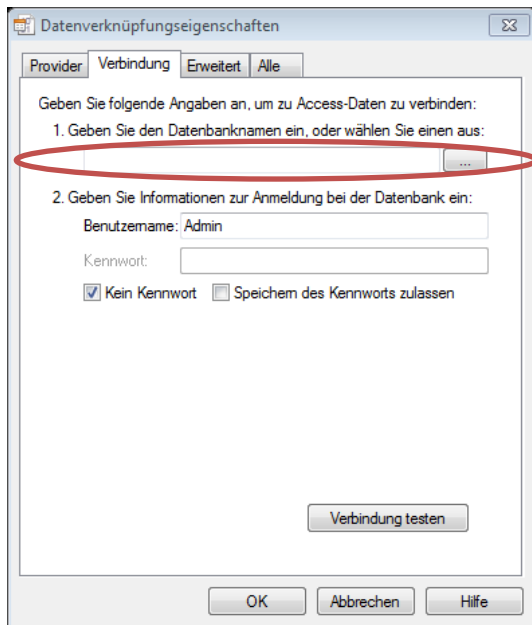 Datenverknüpfungseigenschaften
Provider Verbindung Erweitert Alle
Geben Sie folgende Angaben an, um zu Access-Daten zu verbinden:
1. Geben Sie den Datenbanknamen ein, oder wählen Sie einen aus:
...
2. Geben Sie Informationen zur Anmeldung bei der Datenbank ein:
Benutzername: Admin
Kennwort:
Kein Kennwort Speichern des Kennworts zulassen
Verbindung testen
OK Abbrechen Hilfe